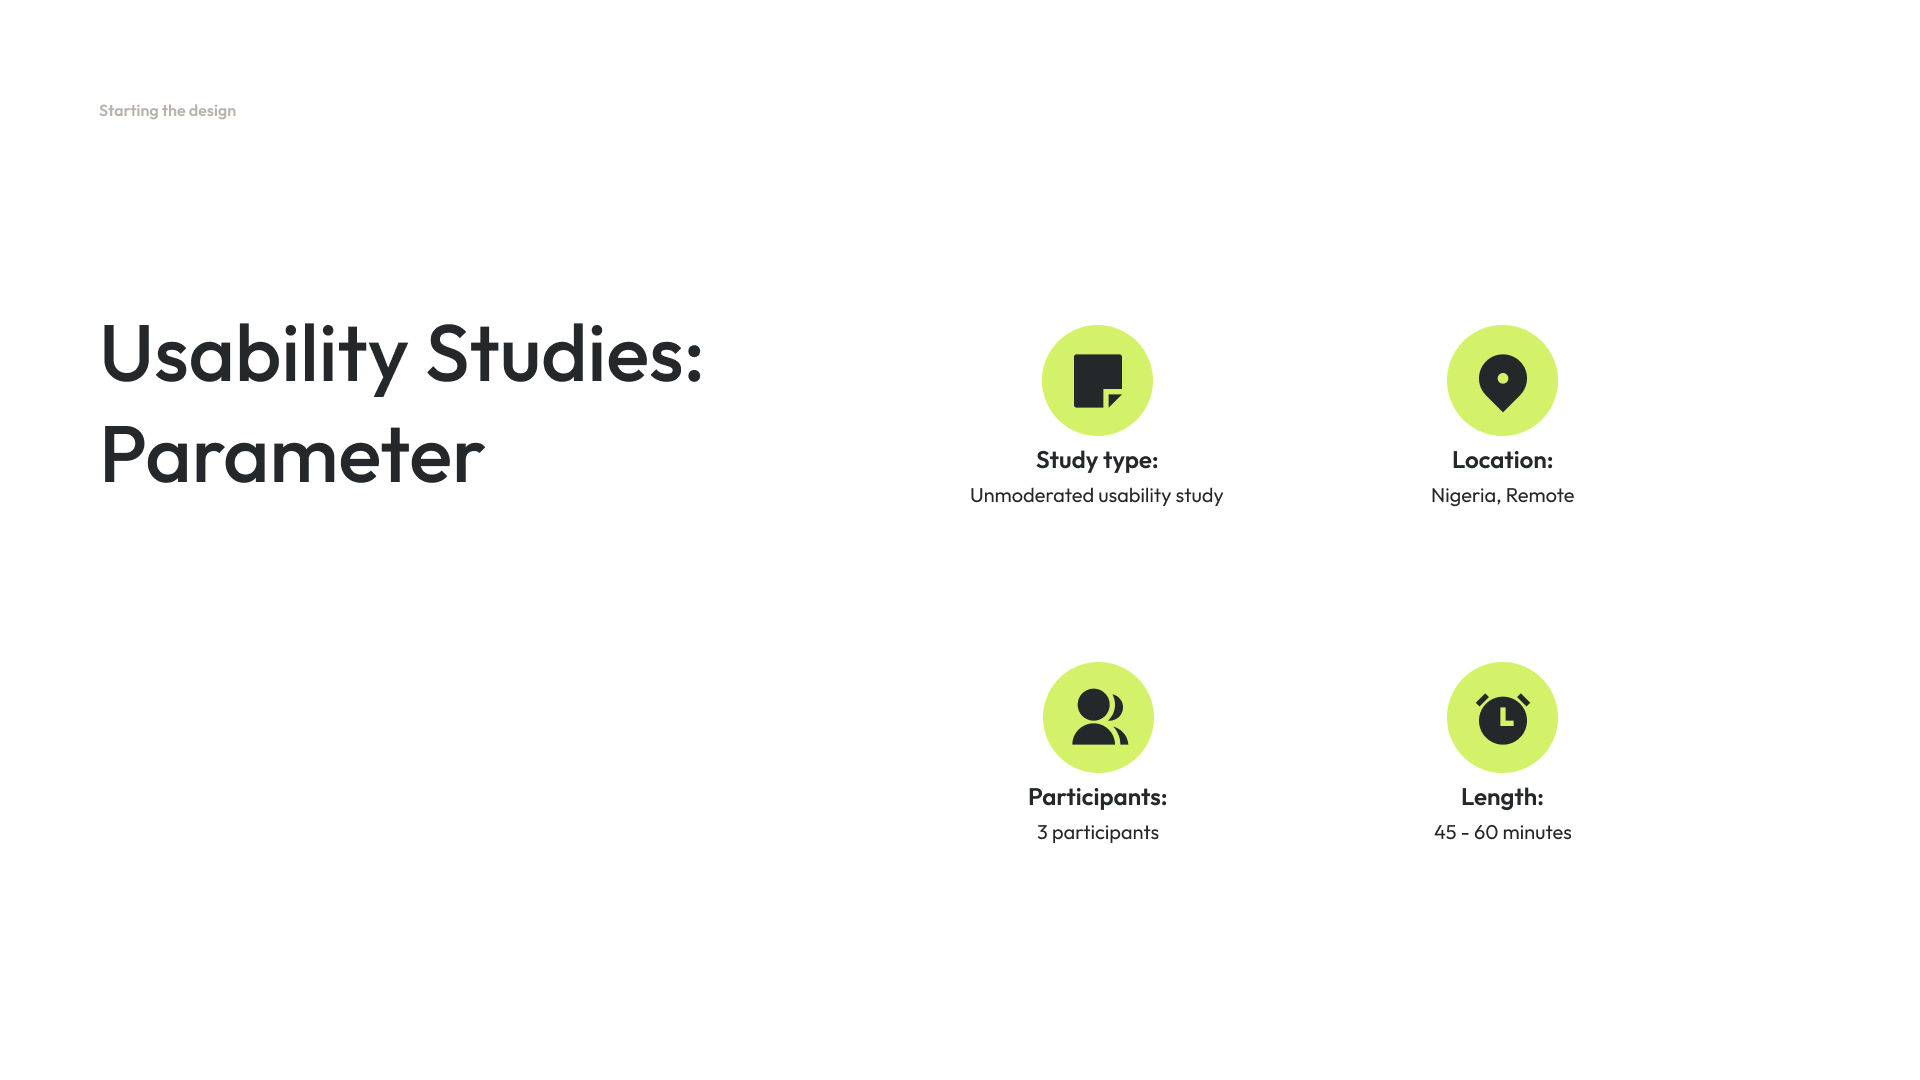 Starting the design
Usability Studies:
Parameter
Study type:
Unmoderated usability study
Location:
Nigeria, Remote
Participants:
3 participants
Length:
45 - 60 minutes